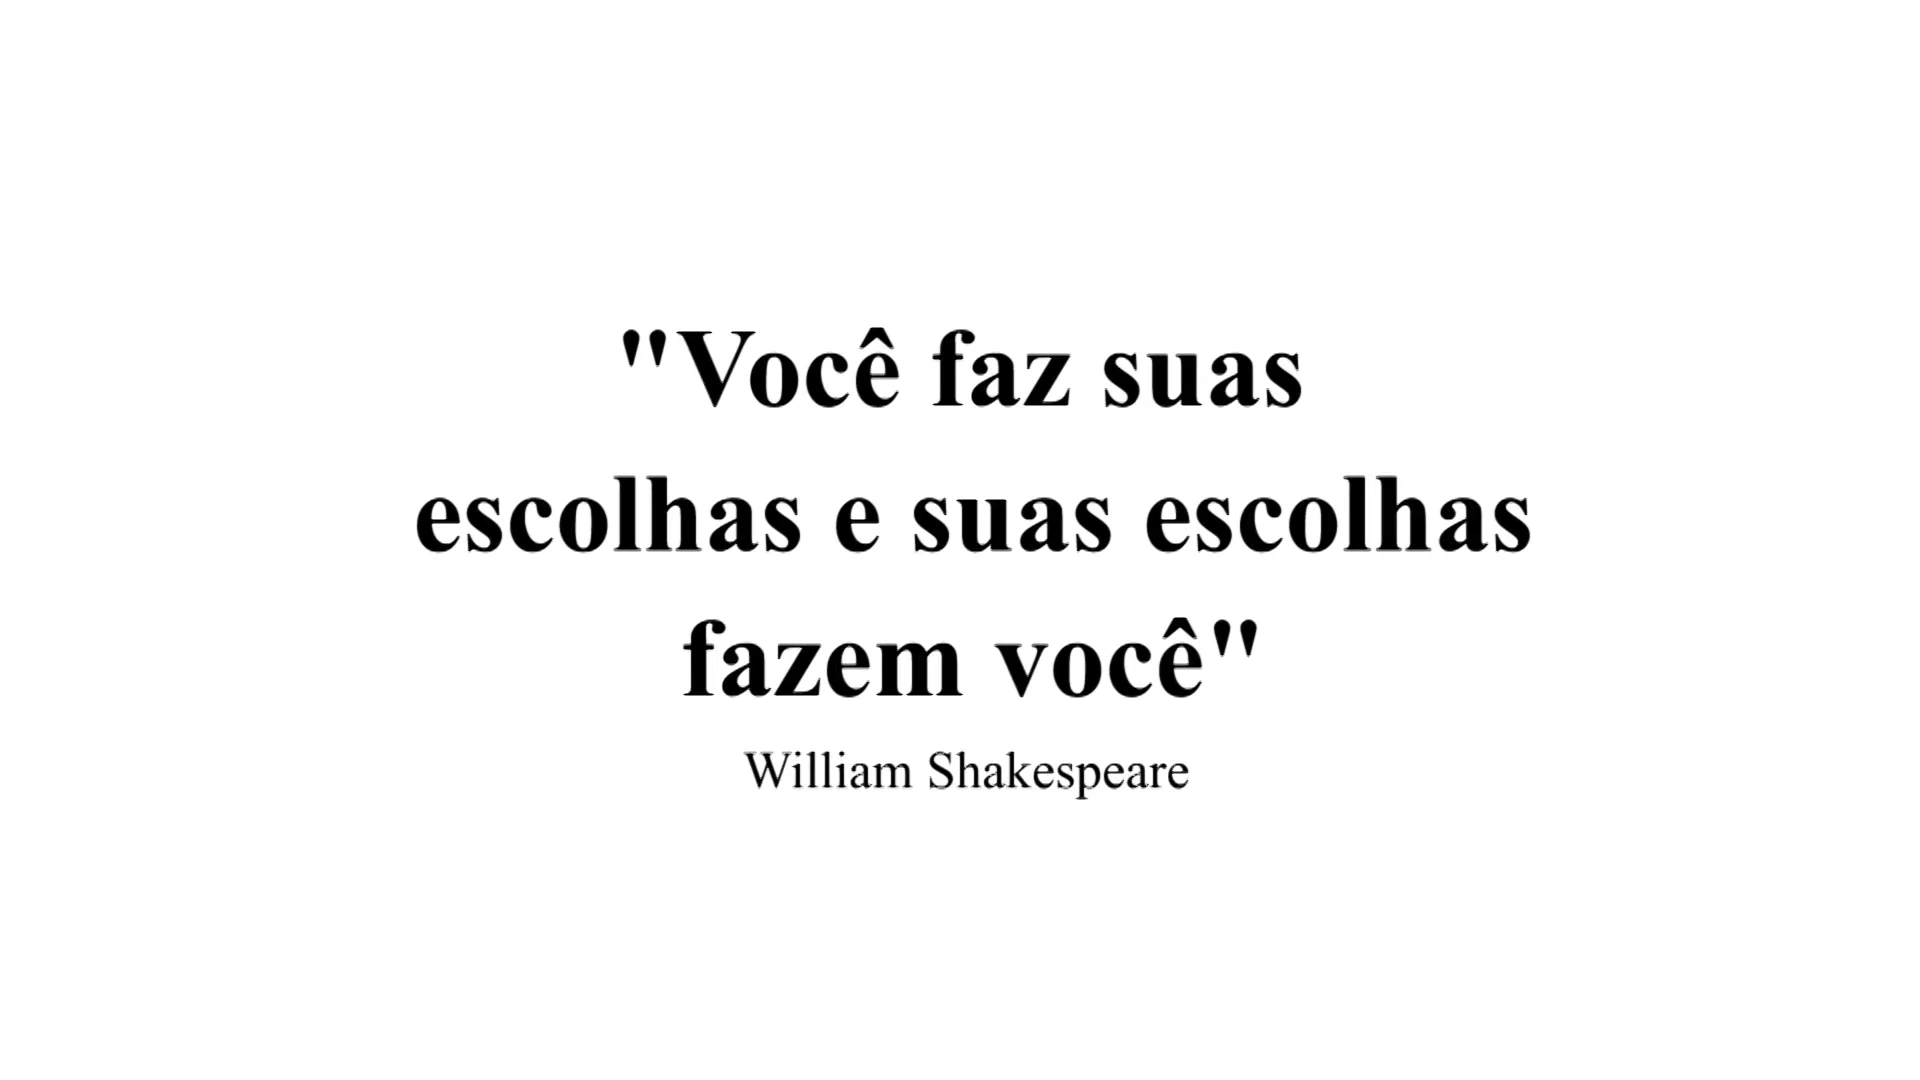 "Você faz suas
escolhas e suas escolhas
fazem você"
William Shakespeare